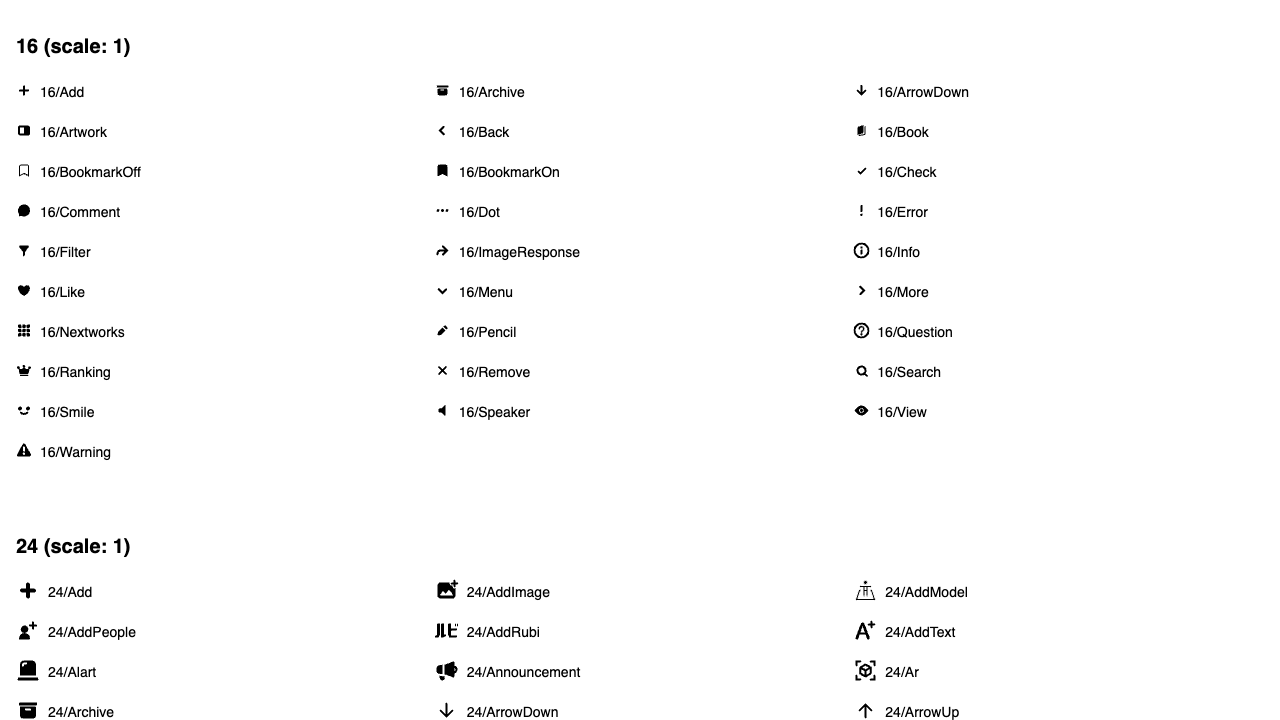 16 (scale: 1)
16/Add
16/Archive
16/ArrowDown
16/Artwork
16/Back
16/Book
16/BookmarkOff
16/BookmarkOn
16/Check
16/Comment
16/Dot
16/Error
16/Filter
16/ImageResponse
16/Info
16/Like
16/Menu
16/More
16/Nextworks
16/Pencil
16/Question
16/Ranking
16/Remove
16/Search
16/Smile
16/Speaker
16/View
16/Warning
24 (scale: 1)
24/Add
24/AddImage
24/AddModel
24/AddPeople
ルビ 24/AddRubi
A+ 24/AddText
24/Alart
24/Announcement
24/Ar
24/Archive
24/ArrowDown
24/ArrowUp